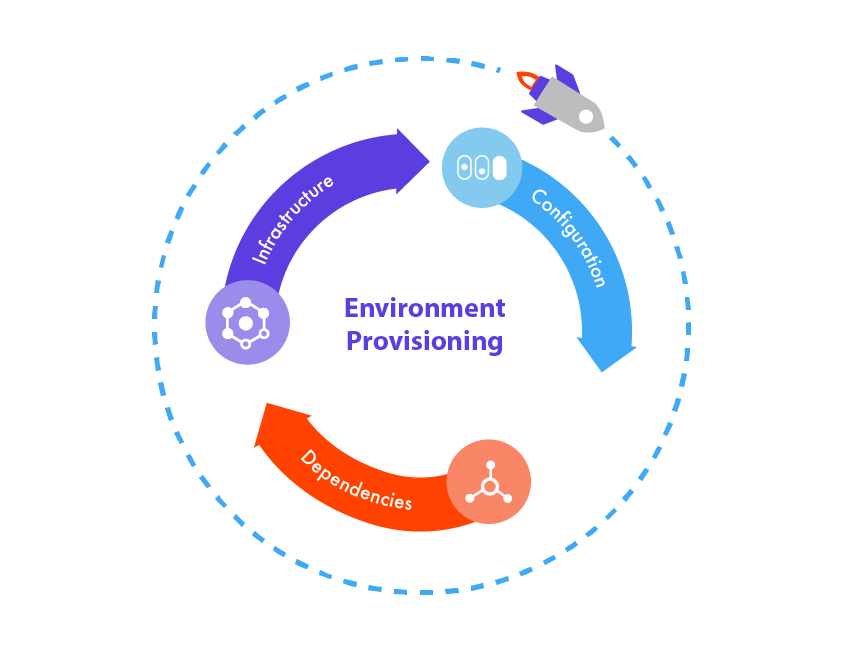 Infrastructure
Configuration
Environment
Provisioning
Dependencies